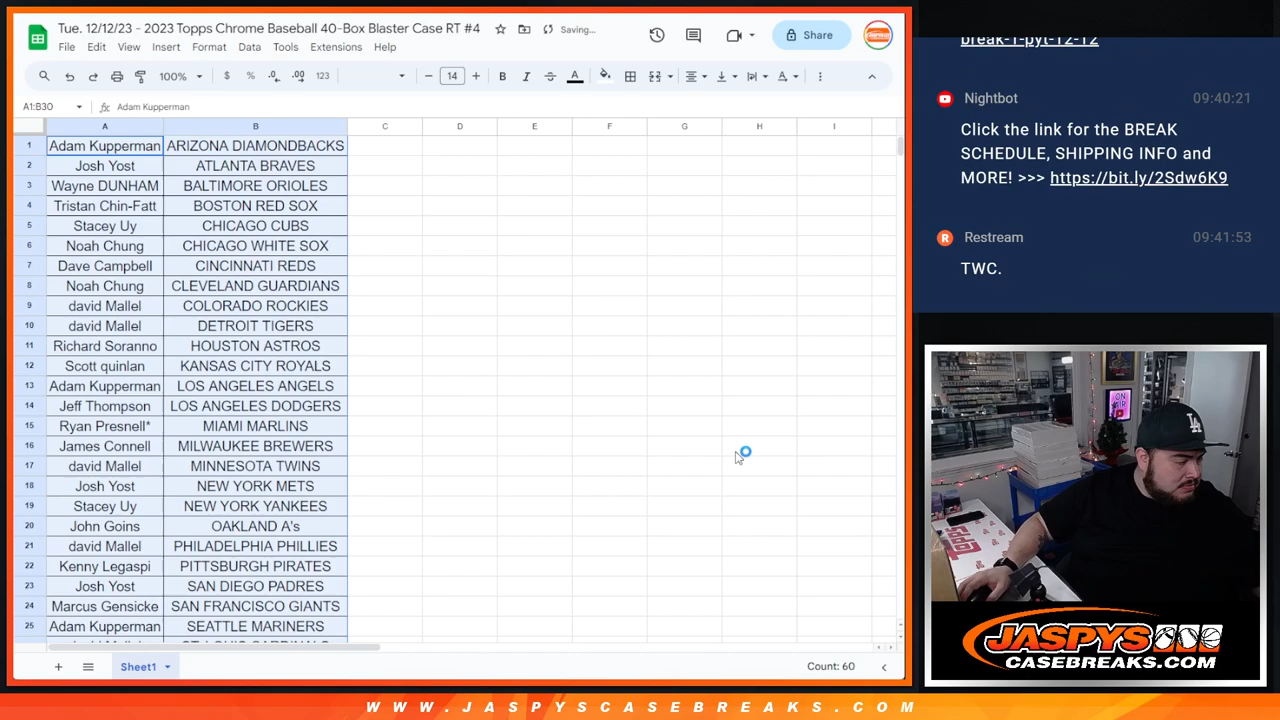 Tue. 12/12/23 - 2023 Topps Chrome Baseball 40-Box Blaster Case RT #4
Saving...
File Edit View Insert Format Data Tools Extensions Help
Share
100% $ % .0 .00 123 14 B I A
A1:B30 fx Adam Kupperman
A B C D E F G H I
1 Adam Kupperman ARIZONA DIAMONDBACKS
2 Josh Yost ATLANTA BRAVES
3 Wayne DUNHAM BALTIMORE ORIOLES
4 Tristan Chin-Fatt BOSTON RED SOX
5 Stacey Uy CHICAGO CUBS
6 Noah Chung CHICAGO WHITE SOX
7 Dave Campbell CINCINNATI REDS
8 Noah Chung CLEVELAND GUARDIANS
9 david Mallel COLORADO ROCKIES
10 david Mallel DETROIT TIGERS
11 Richard Soranno HOUSTON ASTROS
12 Scott quinlan KANSAS CITY ROYALS
13 Adam Kupperman LOS ANGELES ANGELS
14 Jeff Thompson LOS ANGELES DODGERS
15 Ryan Presnell* MIAMI MARLINS
16 James Connell MILWAUKEE BREWERS
17 david Mallel MINNESOTA TWINS
18 Josh Yost NEW YORK METS
19 Stacey Uy NEW YORK YANKEES
20 John Goins OAKLAND A's
21 david Mallel PHILADELPHIA PHILLIES
22 Kenny Legaspi PITTSBURGH PIRATES
23 Josh Yost SAN DIEGO PADRES
24 Marcus Gensicke SAN FRANCISCO GIANTS
25 Adam Kupperman SEATTLE MARINERS
Sheet1
Count: 60
break-1-pyt-12-12
Nightbot 09:40:21
Click the link for the BREAK
SCHEDULE, SHIPPING INFO and
MORE! >>> https://bit.ly/2Sdw6K9
Restream 09:41:53
TWC.
ON
LA
TOPPS
JASPYS
CASEBREAKS.COM
WWW.JASPYSCASEBREAKS.COM